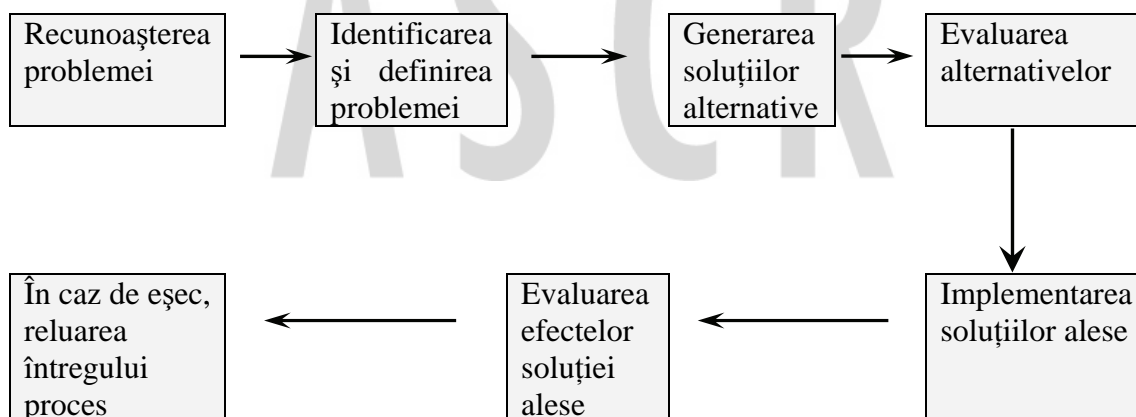 Recunoaşterea
problemei
Identificarea
şi definirea
problemei
Generarea
soluțiilor
alternative
Evaluarea
alternativelor
Implementarea
soluțiilor alese
Evaluarea
efectelor
soluției
alese
În caz de eşec,
reluarea
întregului
proces
ASCR